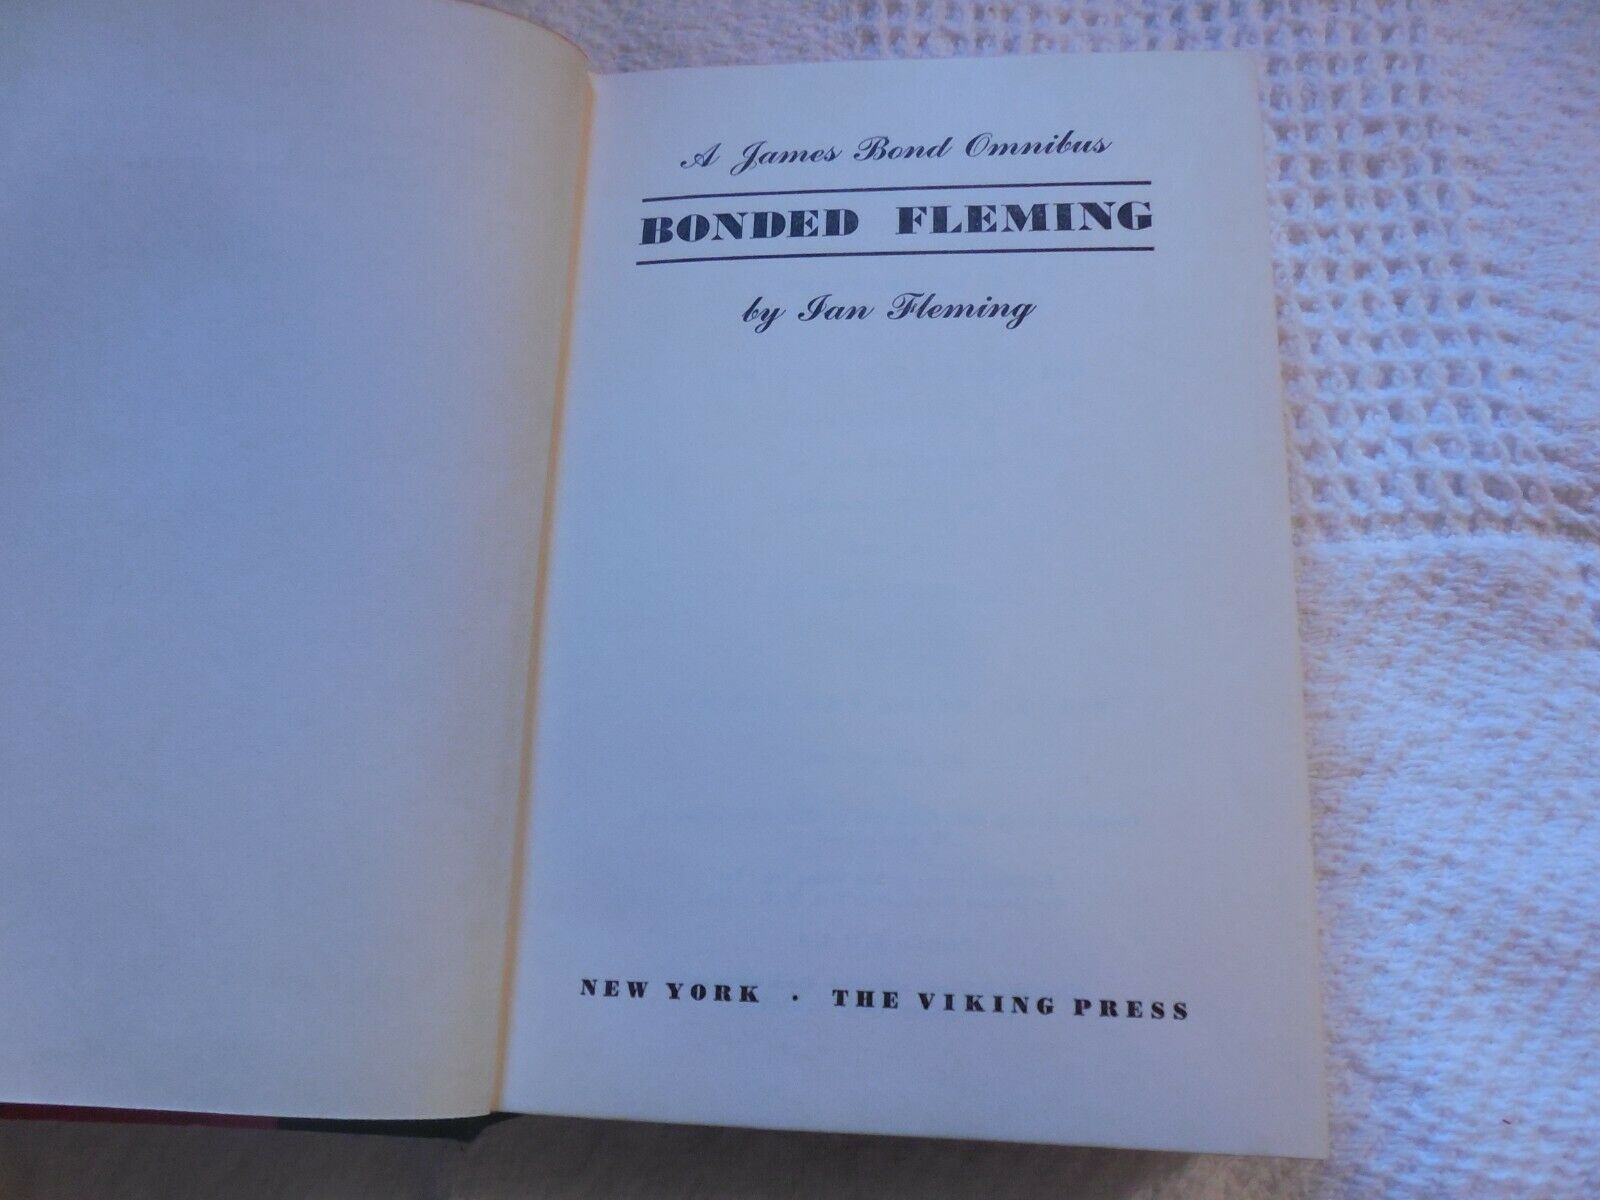 A James Bond Omnibus
BONDED FLEMING
by Ian Fleming
NEW YORK · THE VIKING PRESS